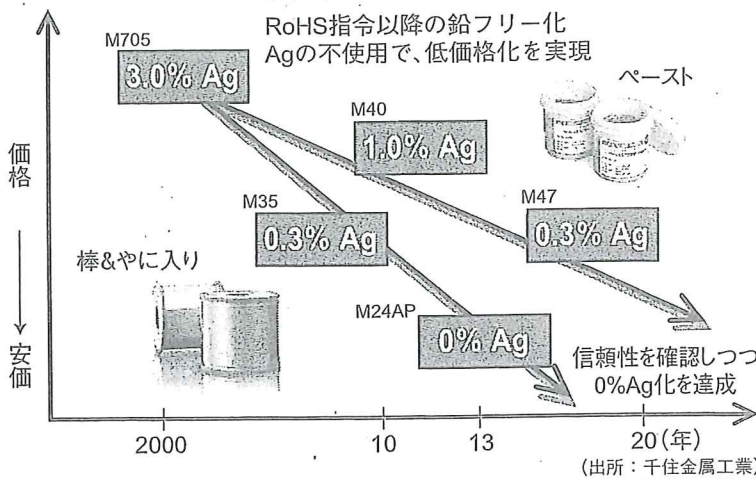 RoHS指令以降の鉛フリー化
Agの不使用で、低価格化を実現
M705
3.0% Ag
ペースト
M40
1.0% Ag
価格
安価
M35
0.3% Ag
M47
0.3% Ag
棒&やに入り
M24AP
0% Ag
信頼性を確認しつつ
0%Ag化を達成
2000
10
13
20(年)
(出所：千住金属工業)